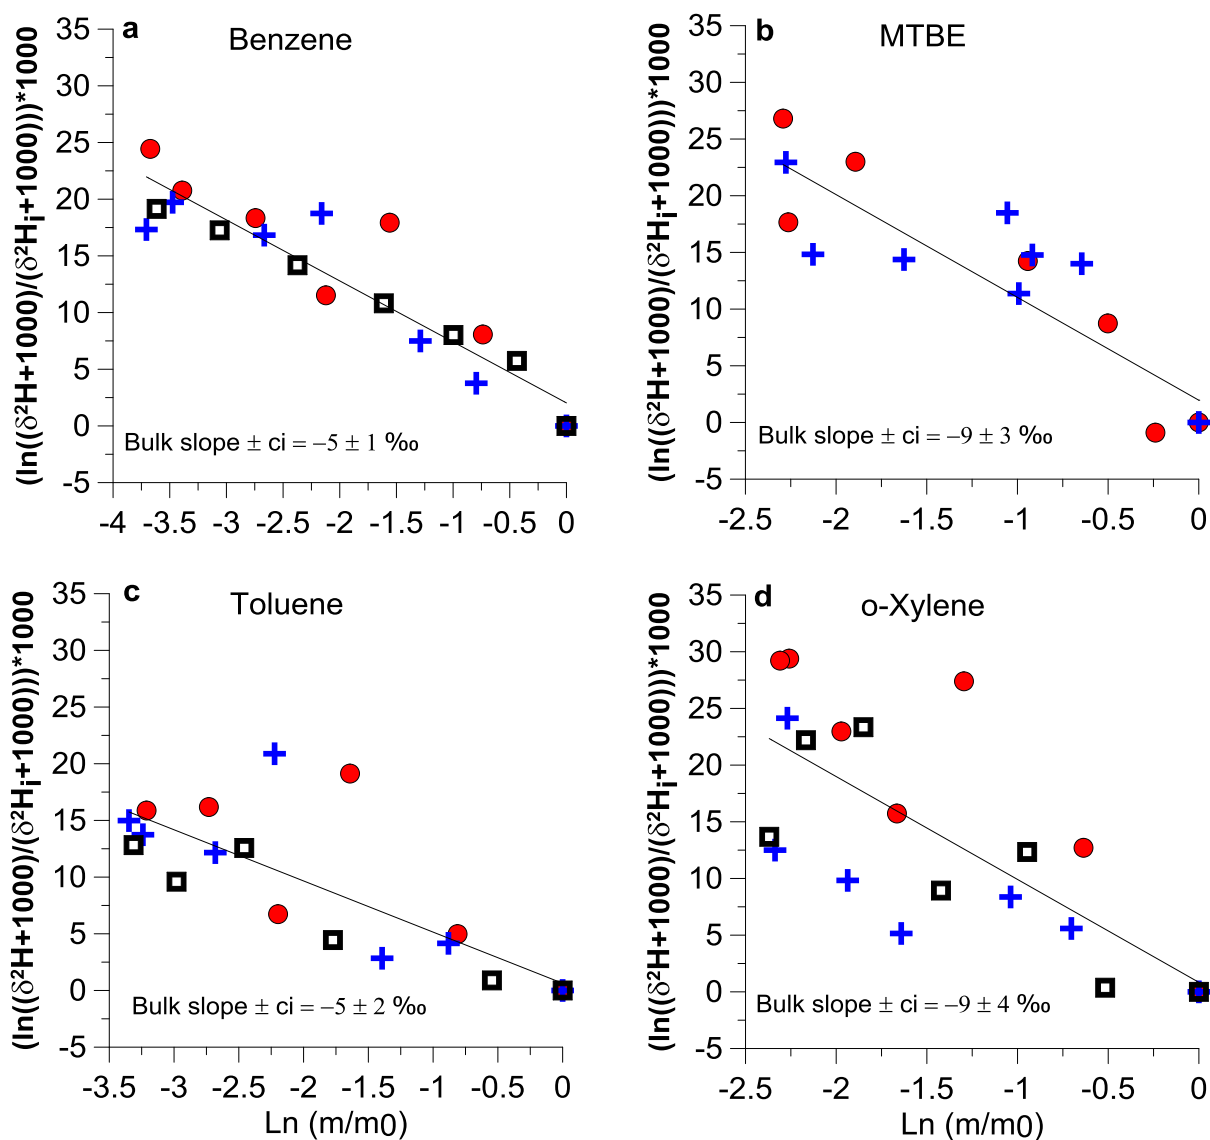 a
Benzene
(ln((δ²H+1000)/(δ²Hi+1000)))*1000
35
30
25
20
15
10
5
0
-5
Bulk slope ± ci = −5 ± 1 ‰
-4 -3.5 -3 -2.5 -2 -1.5 -1 -0.5 0
b
MTBE
(ln((δ²H+1000)/(δ²Hi+1000)))*1000
35
30
25
20
15
10
5
0
-5
Bulk slope ± ci = −9 ± 3 ‰
-2.5 -2 -1.5 -1 -0.5 0
c
Toluene
(ln((δ²H+1000)/(δ²Hi+1000)))*1000
35
30
25
20
15
10
5
0
-5
Bulk slope ± ci = −5 ± 2 ‰
-3.5 -3 -2.5 -2 -1.5 -1 -0.5 0
Ln (m/m0)
d
o-Xylene
(ln((δ²H+1000)/(δ²Hi+1000)))*1000
35
30
25
20
15
10
5
0
-5
Bulk slope ± ci = −9 ± 4 ‰
-2.5 -2 -1.5 -1 -0.5 0
Ln (m/m0)